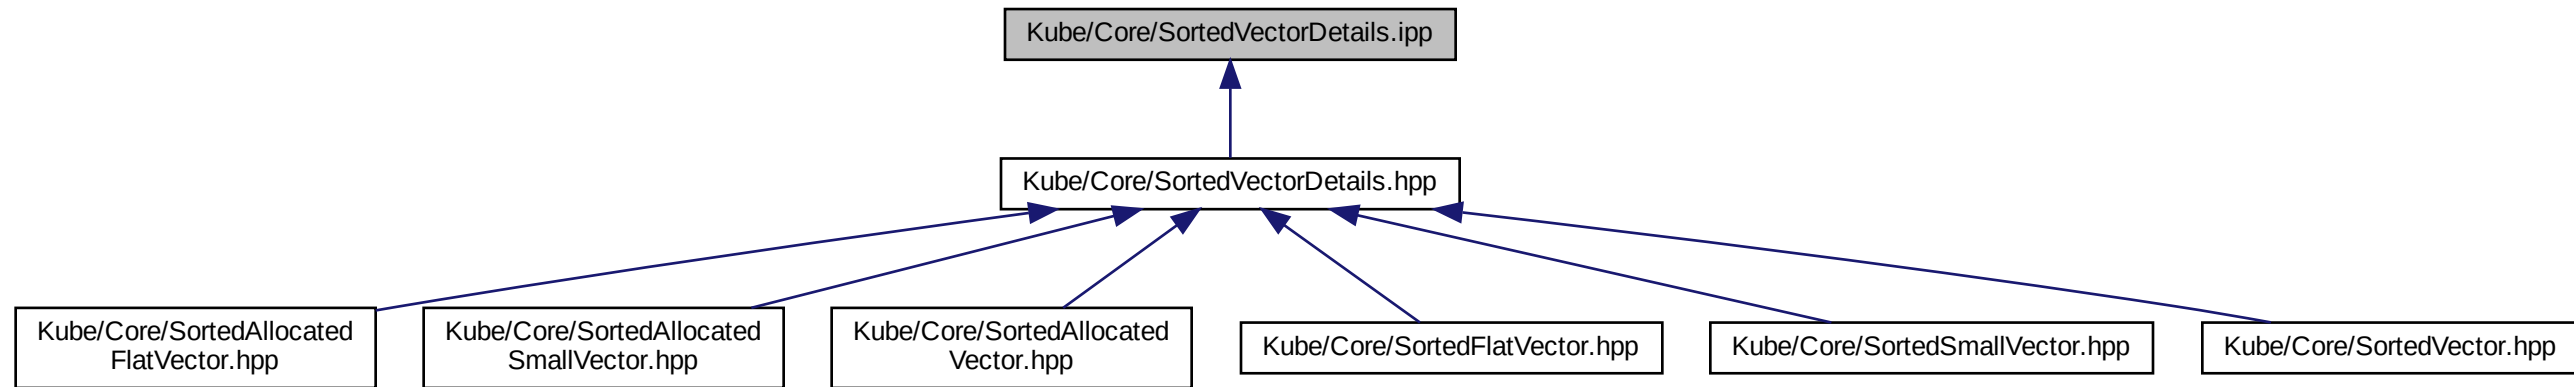 Kube/Core/SortedVectorDetails.ipp
Kube/Core/SortedVectorDetails.hpp
Kube/Core/SortedAllocated
FlatVector.hpp
Kube/Core/SortedAllocated
SmallVector.hpp
Kube/Core/SortedAllocated
Vector.hpp
Kube/Core/SortedFlatVector.hpp
Kube/Core/SortedSmallVector.hpp
Kube/Core/SortedVector.hpp